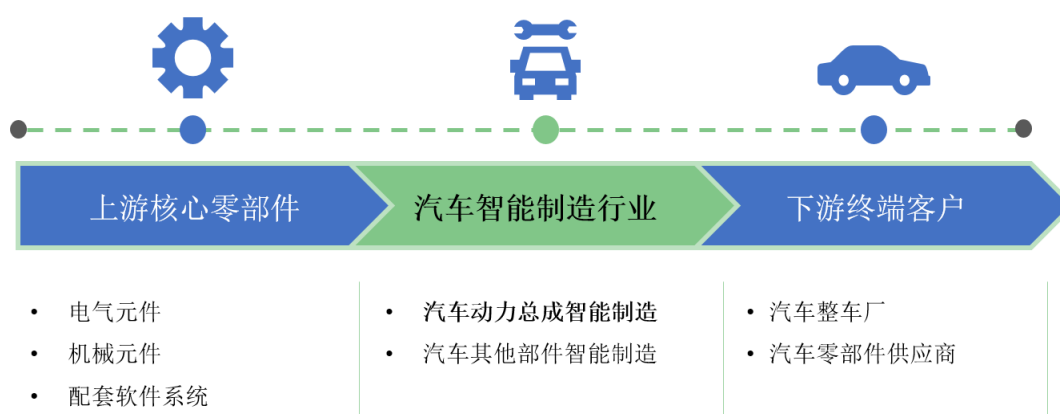 上游核心零部件
汽车智能制造行业
下游终端客户
• 电气元件
• 机械元件
• 配套软件系统
• 汽车动力总成智能制造
• 汽车其他部件智能制造
• 汽车整车厂
• 汽车零部件供应商